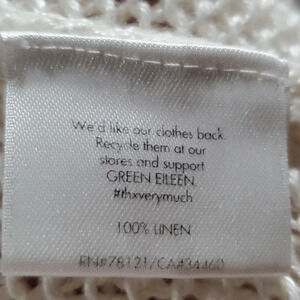 We'd like our clothes back.
Recycle them at our
stores and support
GREEN EILEEN.
#thxverymuch
100% LINEN
RN#78121/CA#34460